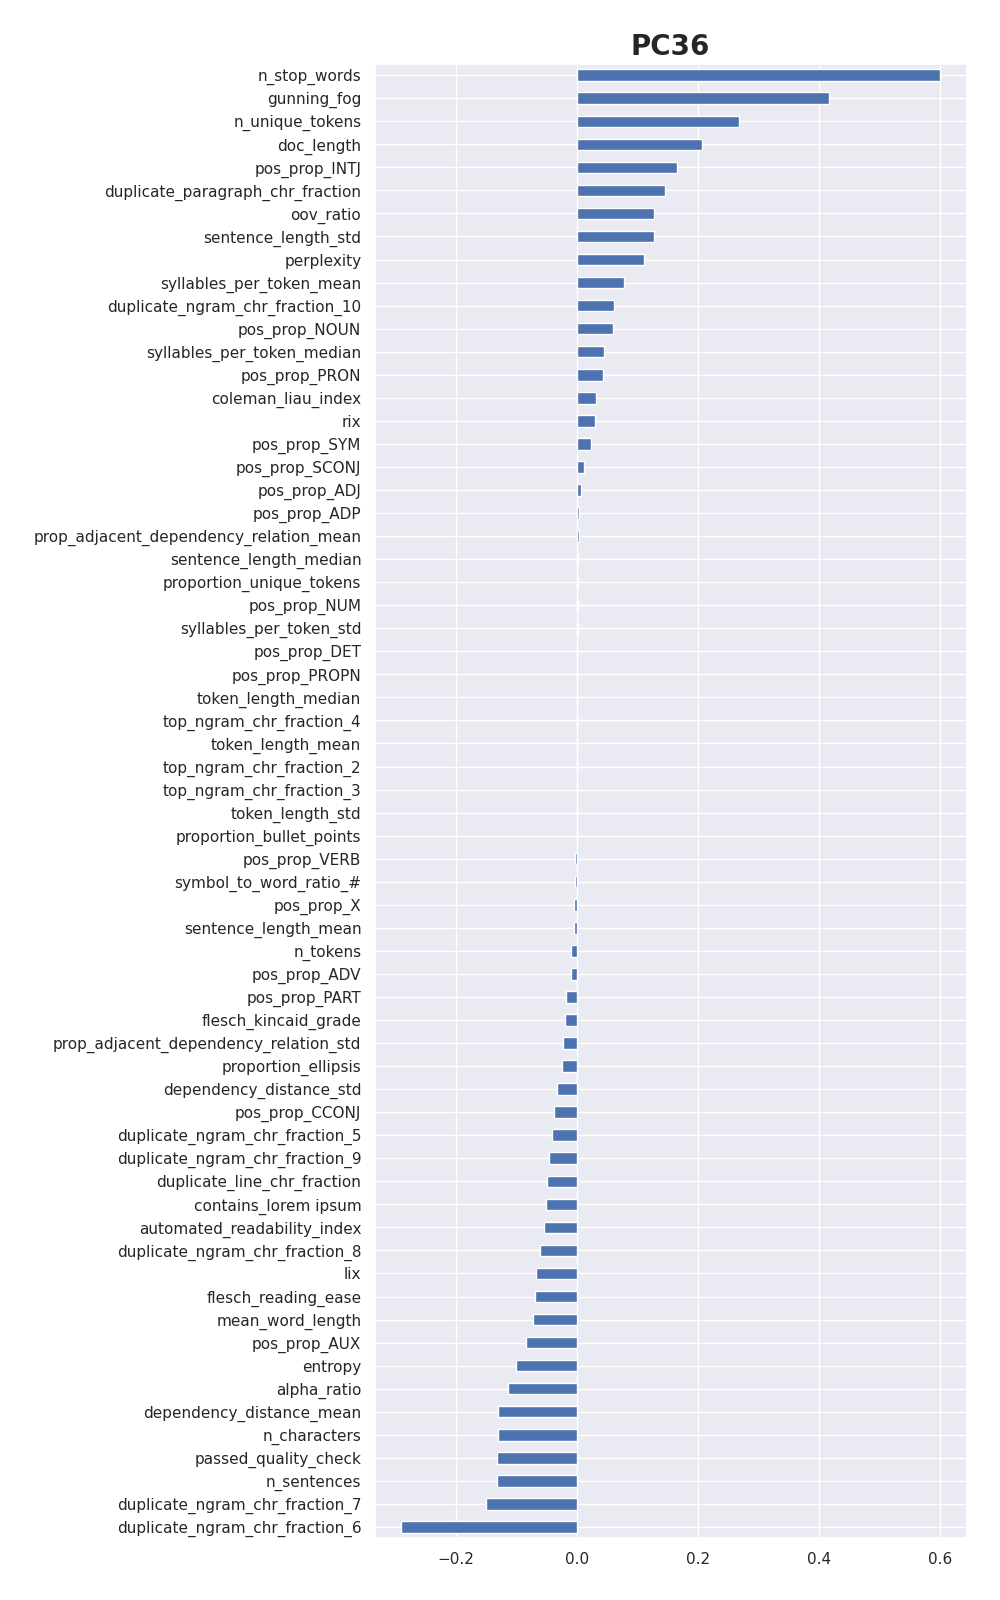 PC36
n_stop_words
gunning_fog
n_unique_tokens
doc_length
pos_prop_INTJ
duplicate_paragraph_chr_fraction
oov_ratio
sentence_length_std
perplexity
syllables_per_token_mean
duplicate_ngram_chr_fraction_10
pos_prop_NOUN
syllables_per_token_median
pos_prop_PRON
coleman_liau_index
rix
pos_prop_SYM
pos_prop_SCONJ
pos_prop_ADJ
pos_prop_ADP
prop_adjacent_dependency_relation_mean
sentence_length_median
proportion_unique_tokens
pos_prop_NUM
syllables_per_token_std
pos_prop_DET
pos_prop_PROPN
token_length_median
top_ngram_chr_fraction_4
token_length_mean
top_ngram_chr_fraction_2
top_ngram_chr_fraction_3
token_length_std
proportion_bullet_points
pos_prop_VERB
symbol_to_word_ratio_#
pos_prop_X
sentence_length_mean
n_tokens
pos_prop_ADV
pos_prop_PART
flesch_kincaid_grade
prop_adjacent_dependency_relation_std
proportion_ellipsis
dependency_distance_std
pos_prop_CCONJ
duplicate_ngram_chr_fraction_5
duplicate_ngram_chr_fraction_9
duplicate_line_chr_fraction
contains_lorem ipsum
automated_readability_index
duplicate_ngram_chr_fraction_8
lix
flesch_reading_ease
mean_word_length
pos_prop_AUX
entropy
alpha_ratio
dependency_distance_mean
n_characters
passed_quality_check
n_sentences
duplicate_ngram_chr_fraction_7
duplicate_ngram_chr_fraction_6
−0.2 0.0 0.2 0.4 0.6